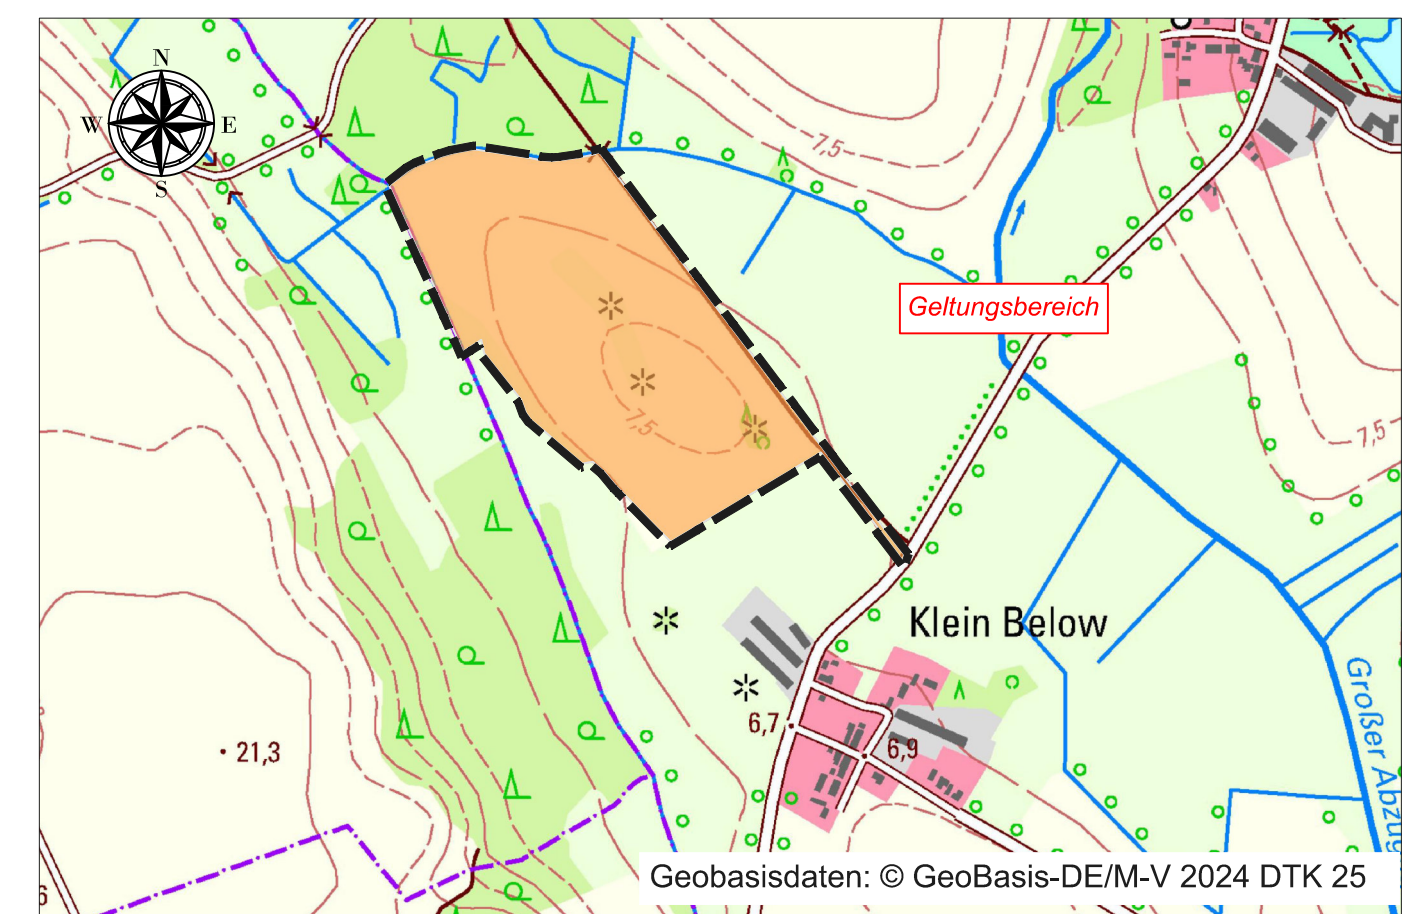 N
W E
S
7,5
Geltungsbereich
7,5
7,5
Klein Below
6,7
6,9
21,3
Großer Abzug
6
Geobasisdaten: © GeoBasis-DE/M-V 2024 DTK 25